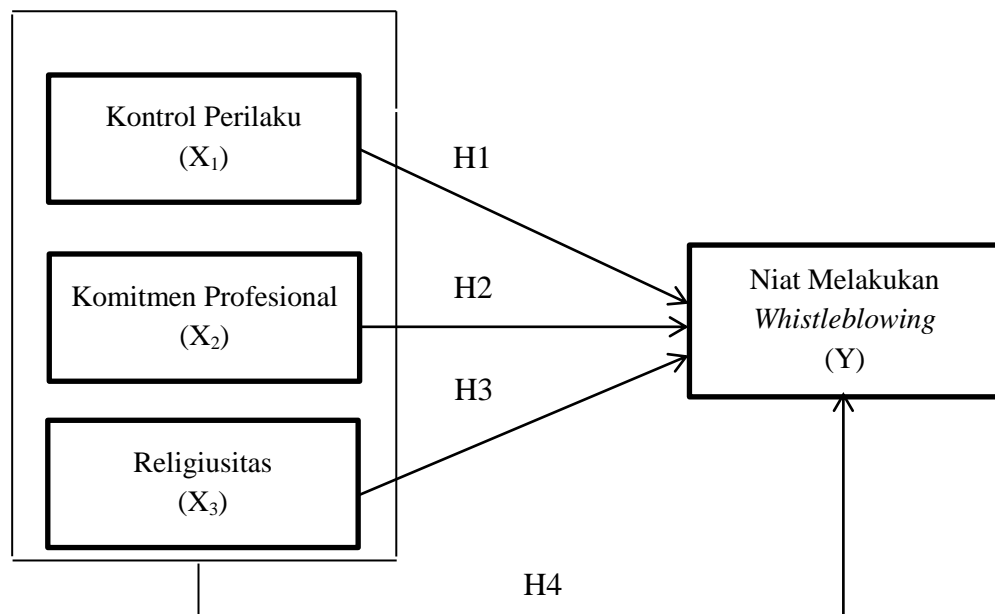 Kontrol Perilaku
(X₁)
H1
Komitmen Profesional
(X₂)
H2
Niat Melakukan
Whistleblowing
(Y)
H3
Religiusitas
(X₃)
H4